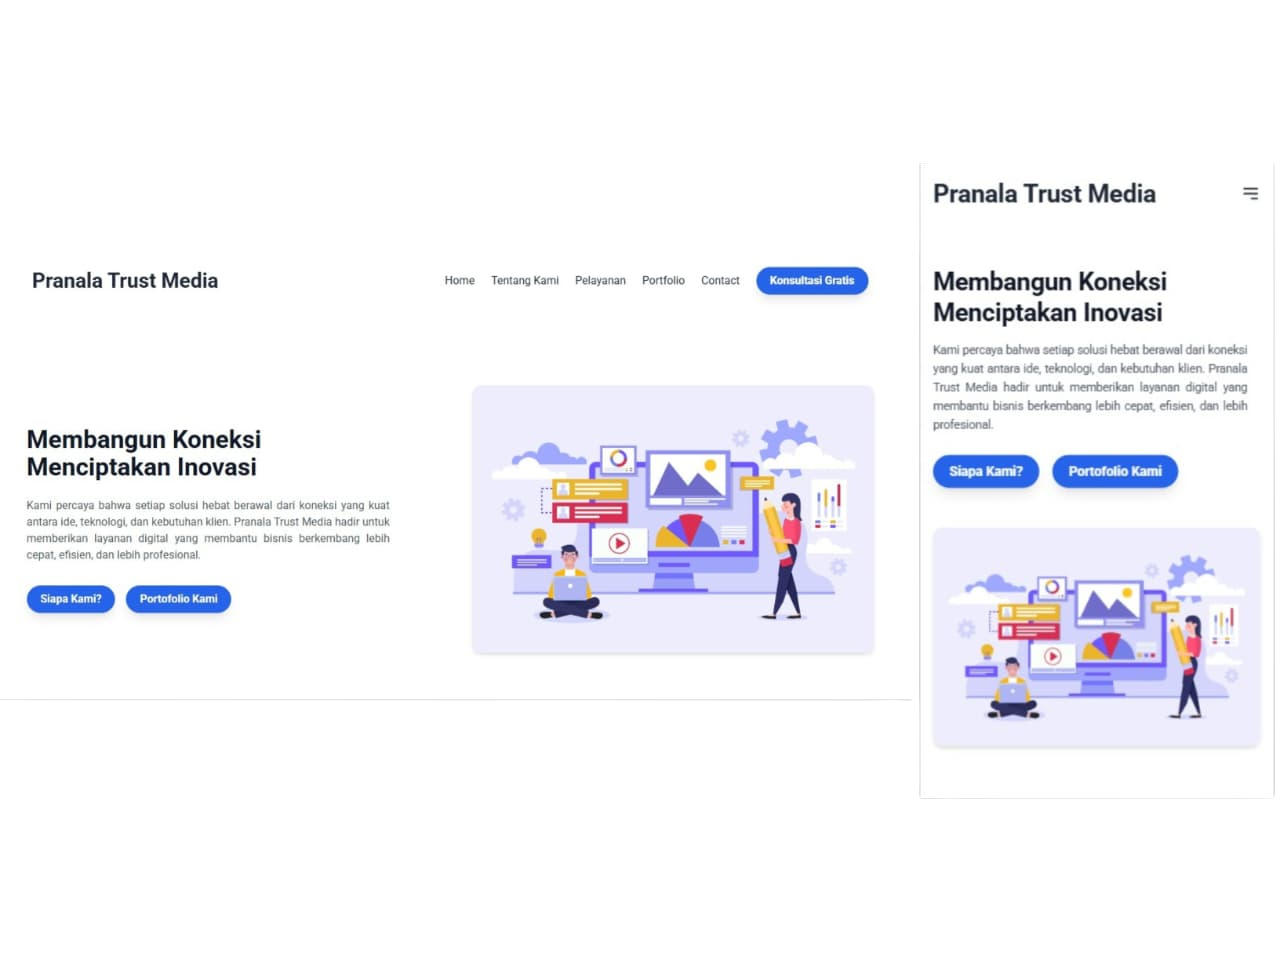 Pranala Trust Media
Home Tentang Kami Pelayanan Portfolio Contact Konsultasi Gratis
Membangun Koneksi
Menciptakan Inovasi
Kami percaya bahwa setiap solusi hebat berawal dari koneksi yang kuat
antara ide, teknologi, dan kebutuhan klien. Pranala Trust Media hadir untuk
memberikan layanan digital yang membantu bisnis berkembang lebih
cepat, efisien, dan lebih profesional.
Siapa Kami? Portofolio Kami
Pranala Trust Media
Membangun Koneksi
Menciptakan Inovasi
Kami percaya bahwa setiap solusi hebat berawal dari koneksi
yang kuat antara ide, teknologi, dan kebutuhan klien. Pranala
Trust Media hadir untuk memberikan layanan digital yang
membantu bisnis berkembang lebih cepat, efisien, dan lebih
profesional.
Siapa Kami? Portofolio Kami